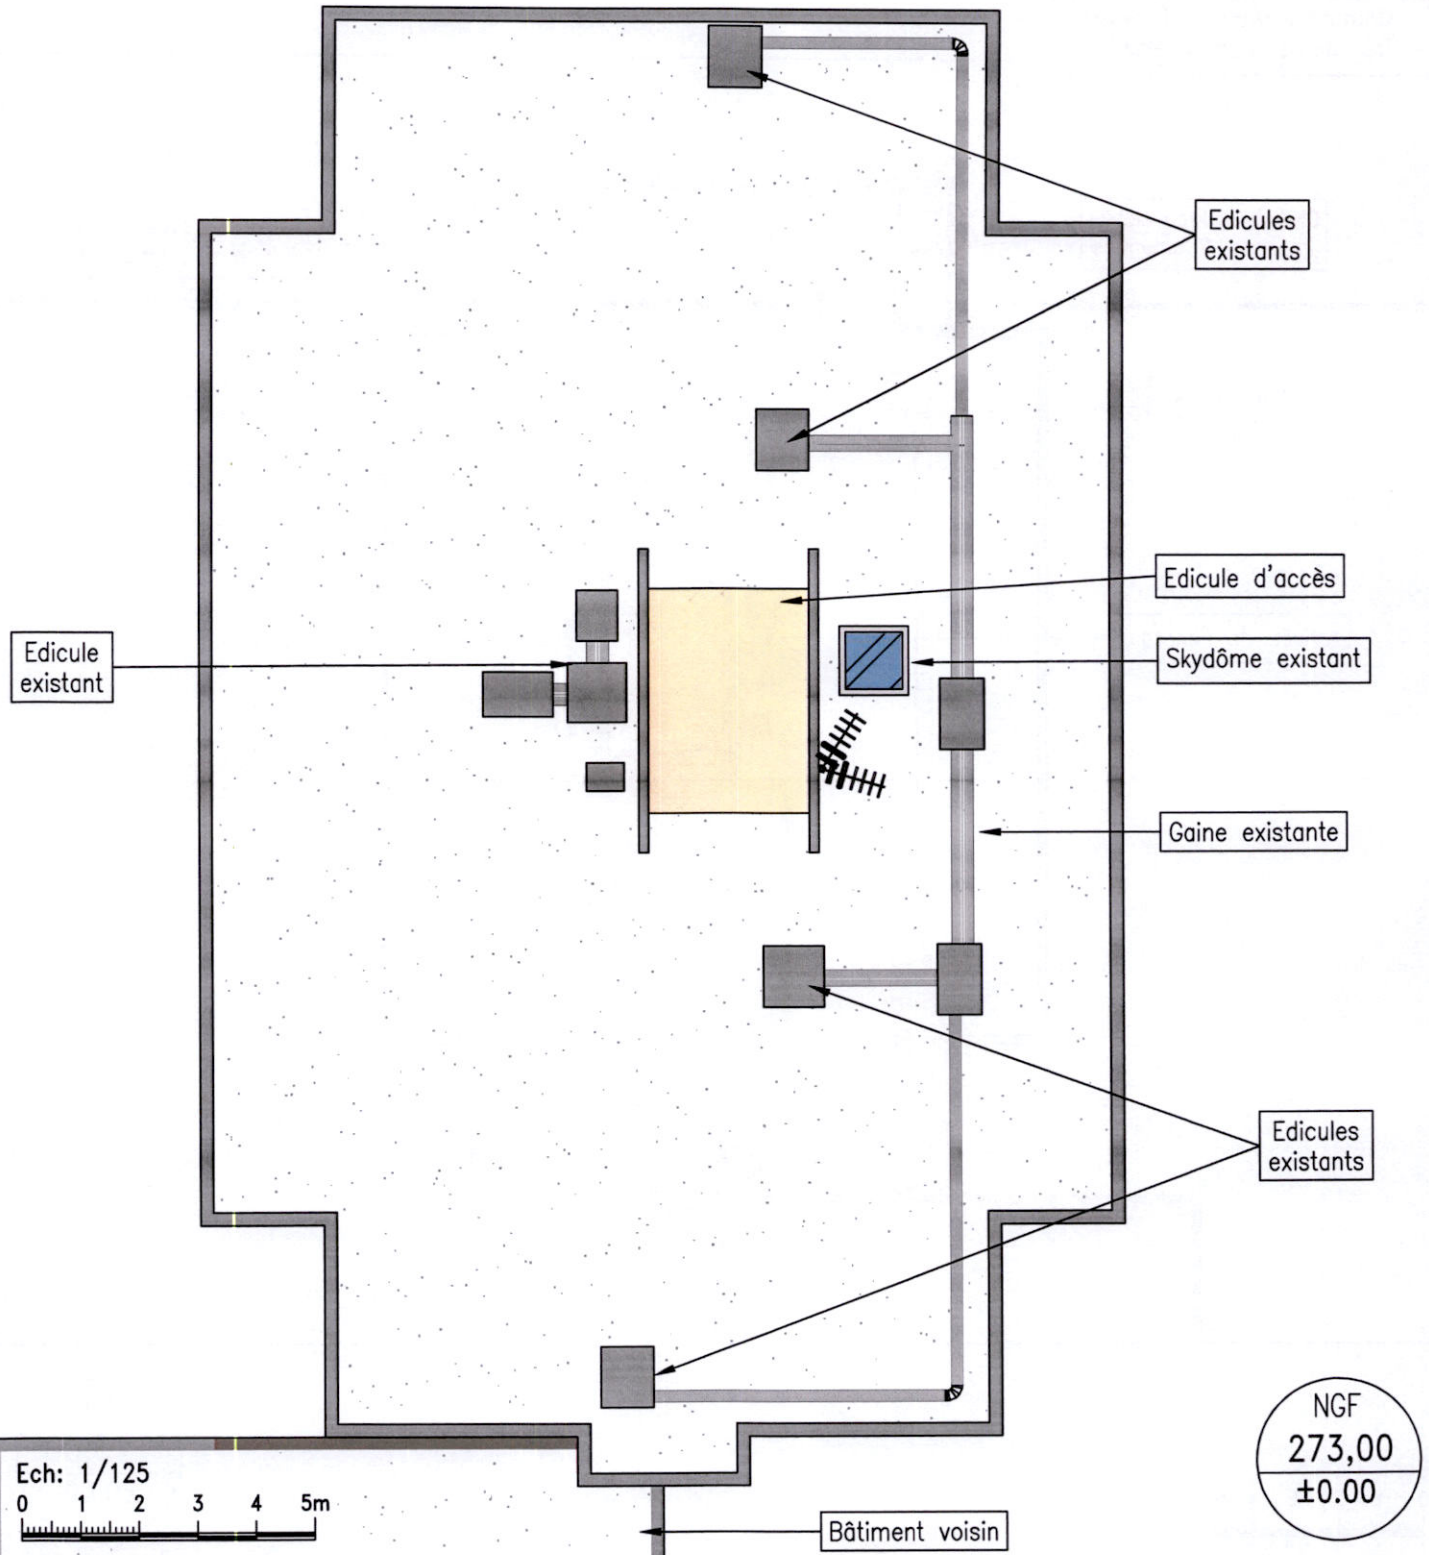 Edicules
existants
Edicule d'accès
Edicule
existant
Skydôme existant
Gaine existante
Edicules
existants
NGF
273,00
±0.00
Ech: 1/125
0 1 2 3 4 5m
Bâtiment voisin